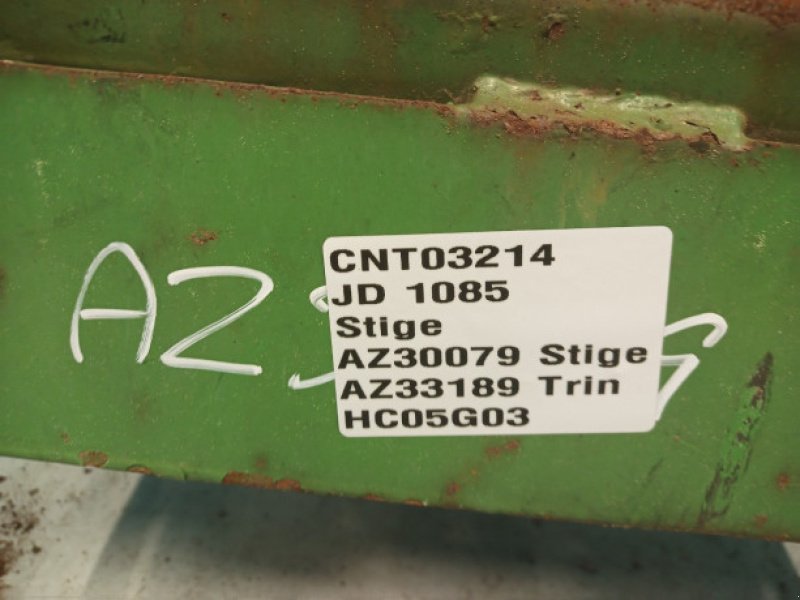 AZ
CNT03214
JD 1085
Stige
AZ30079 Stige
AZ33189 Trin
HC05G03